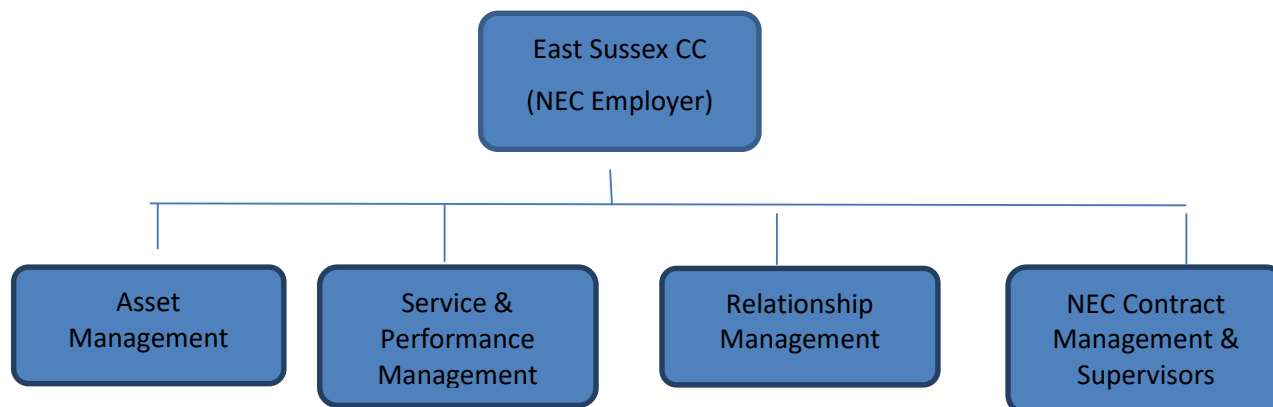 East Sussex CC
(NEC Employer)
Asset
Management
Service &
Performance
Management
Relationship
Management
NEC Contract
Management &
Supervisors